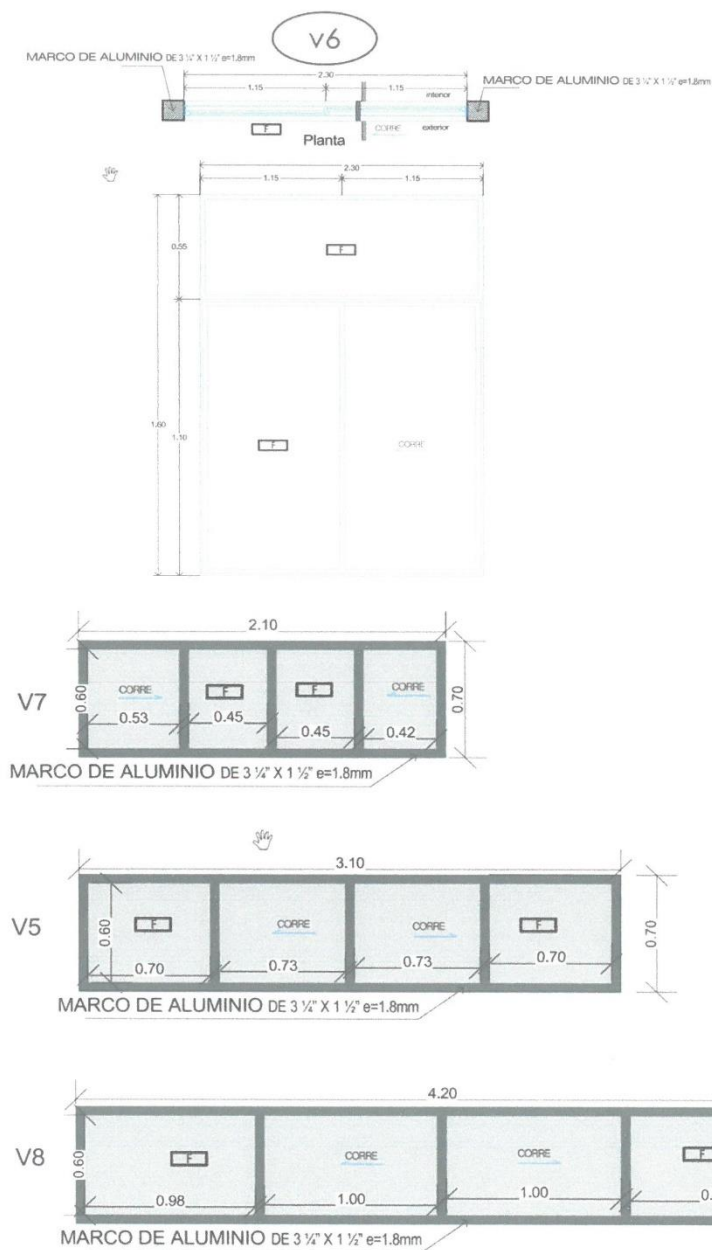 v6
MARCO DE ALUMINIO DE 3 ¼" X 1 ½" e=1.8mm
MARCO DE ALUMINIO DE 3 ¼" X 1 ½" e=1.8mm
2.30
1.15
1.15
interior
F
CORRE
exterior
Planta
2.30
1.15
1.15
0.55
F
1.60
1.10
F
CORRE
2.10
V7
0.60
CORRE
F
F
CORRE
0.70
0.53
0.45
0.45
0.42
MARCO DE ALUMINIO DE 3 ¼" X 1 ½" e=1.8mm
3.10
V5
0.60
F
CORRE
CORRE
F
0.70
0.70
0.73
0.73
0.70
MARCO DE ALUMINIO DE 3 ¼" X 1 ½" e=1.8mm
4.20
V8
0.60
F
CORRE
CORRE
0.98
1.00
1.00
MARCO DE ALUMINIO DE 3 ¼" X 1 ½" e=1.8mm